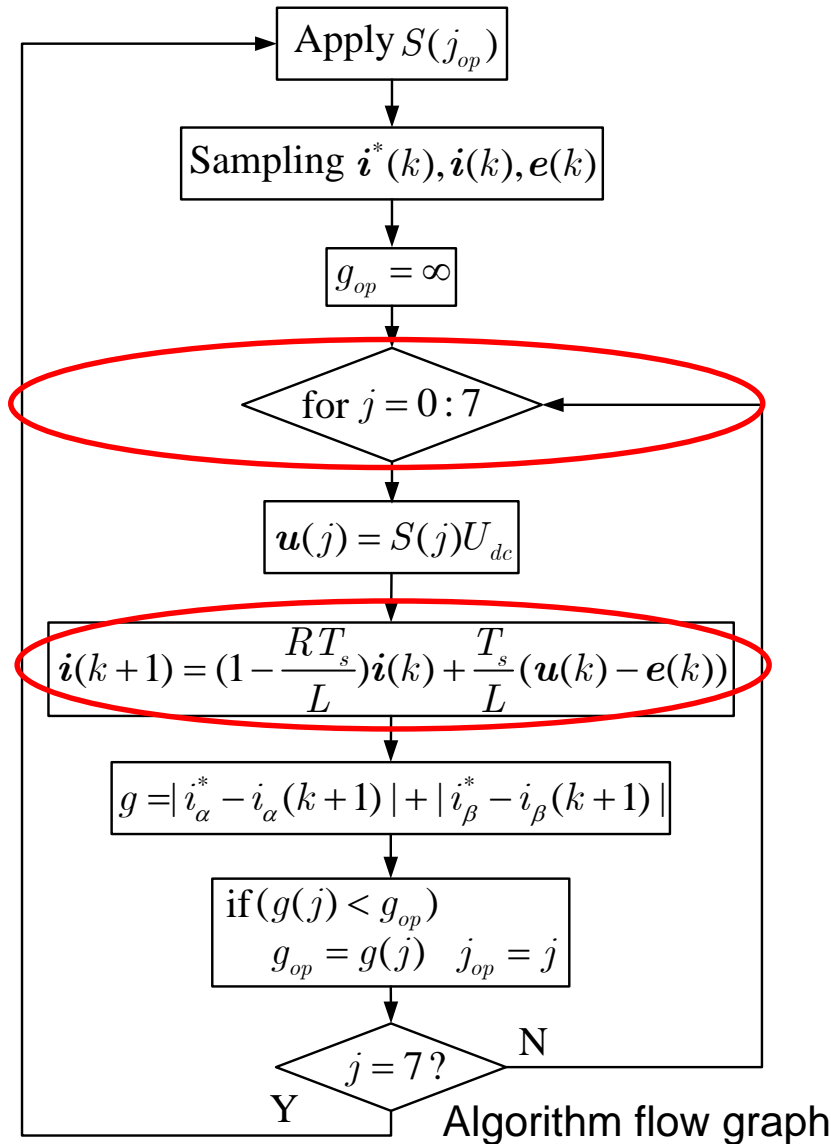 Apply S(j_op)
Sampling i*(k), i(k), e(k)
g_op = ∞
for j = 0 : 7
u(j) = S(j)U_dc
i(k+1) = (1 - RT_s/L)i(k) + T_s/L(u(k) - e(k))
g = | i*_α - i_α(k+1) | + | i*_β - i_β(k+1) |
if (g(j) < g_op)
g_op = g(j) j_op = j
j = 7 ?
N
Y
Algorithm flow graph